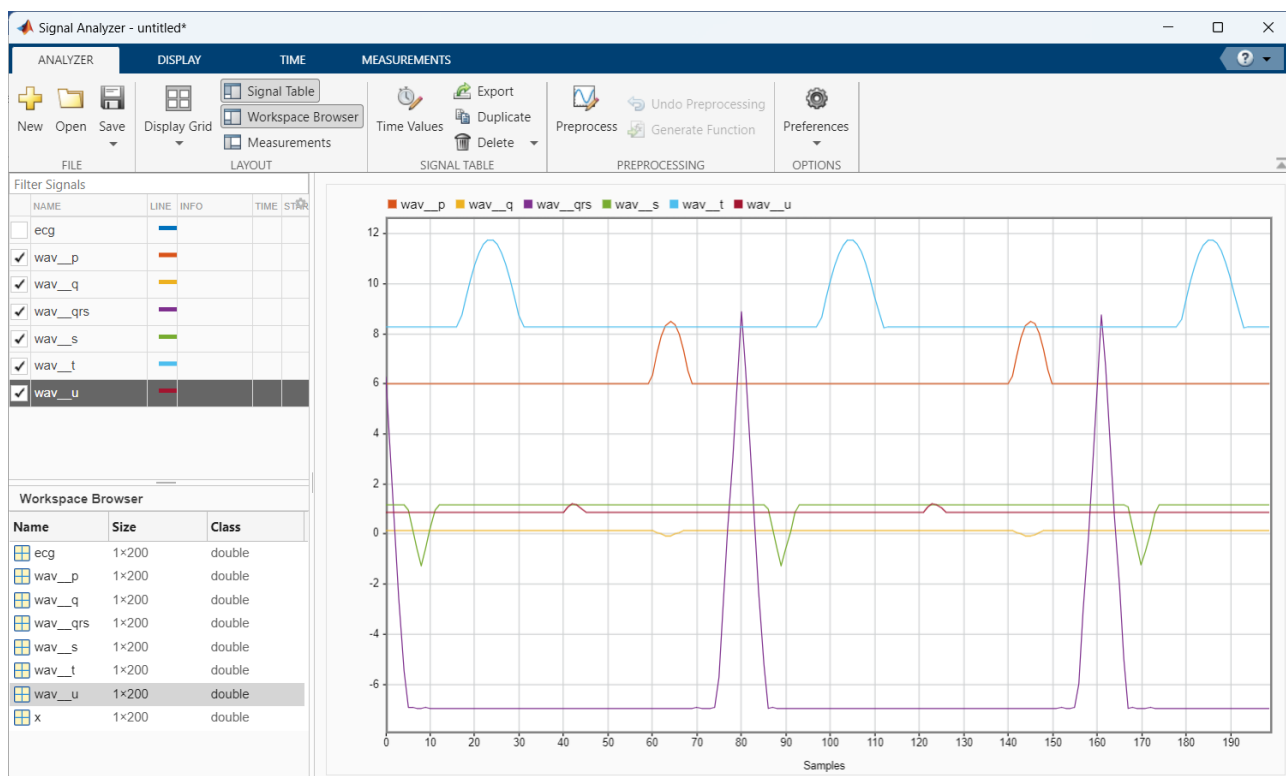 Signal Analyzer - untitled*
ANALYZER DISPLAY TIME MEASUREMENTS
?
New Open Save
Display Grid
Signal Table
Workspace Browser
Measurements
Time Values
Export
Duplicate
Delete
Preprocess
Undo Preprocessing
Generate Function
Preferences
FILE LAYOUT SIGNAL TABLE PREPROCESSING OPTIONS
Filter Signals
NAME LINE INFO TIME STAR
ecg
wav__p
wav__q
wav__qrs
wav__s
wav__t
wav__u
Workspace Browser
Name Size Class
ecg 1×200 double
wav__p 1×200 double
wav__q 1×200 double
wav__qrs 1×200 double
wav__s 1×200 double
wav__t 1×200 double
wav__u 1×200 double
x 1×200 double
wav__p wav__q wav__qrs wav__s wav__t wav__u
12
10
8
6
4
2
0
-2
-4
-6
0 10 20 30 40 50 60 70 80 90 100 110 120 130 140 150 160 170 180 190
Samples